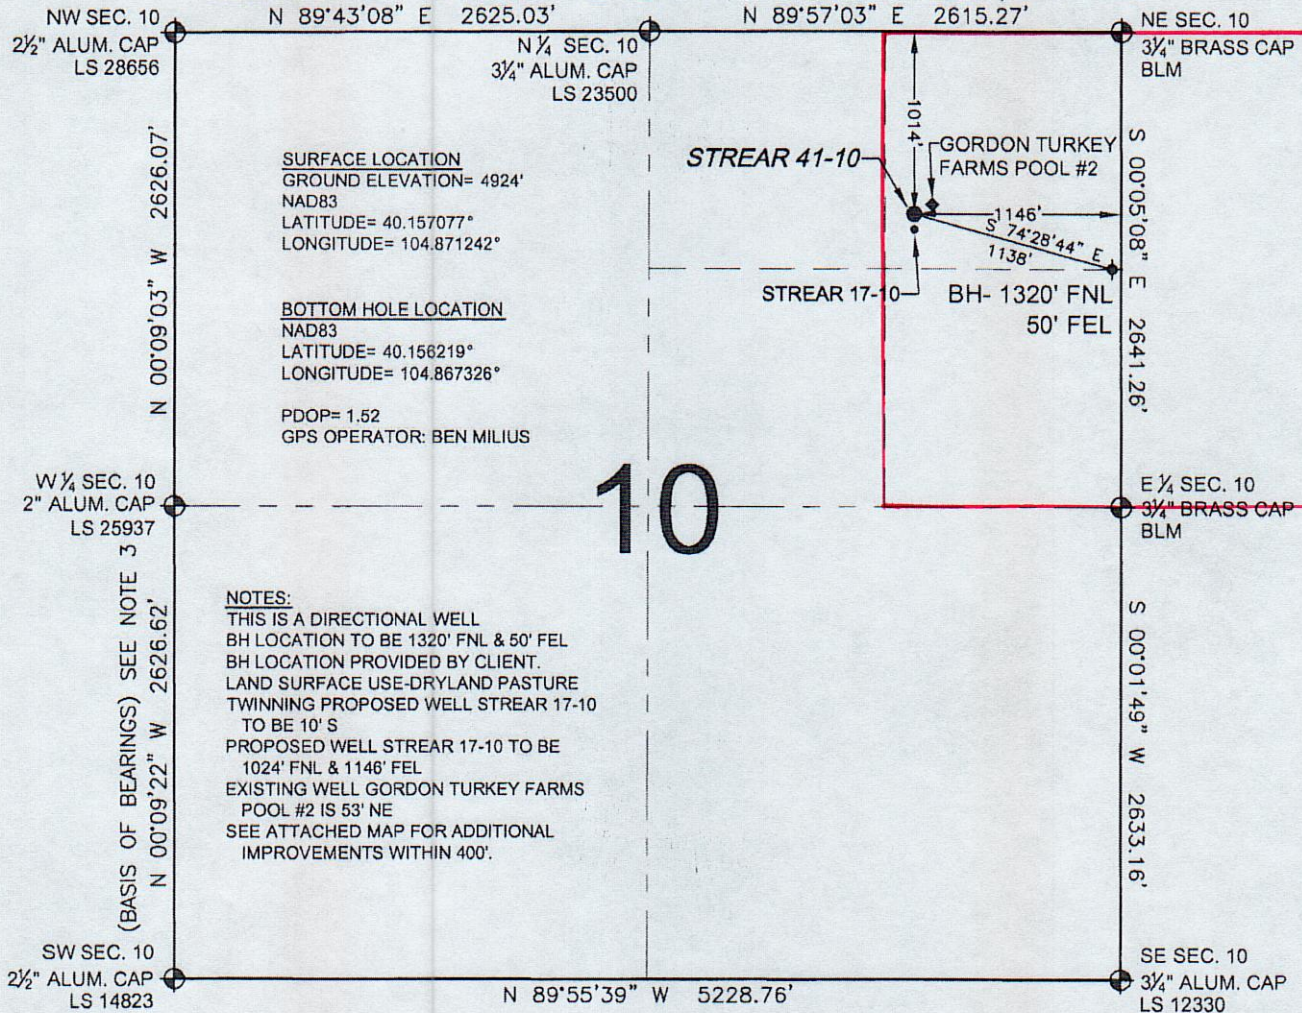 N 89°43'08" E 2625.03'
N 89°57'03" E 2615.27'
NW SEC. 10
2½" ALUM. CAP
LS 28656
N ¼ SEC. 10
3¼" ALUM. CAP
LS 23500
NE SEC. 10
3¼" BRASS CAP
BLM
N 00°09'03" W 2626.07'
SURFACE LOCATION
GROUND ELEVATION= 4924'
NAD83
LATITUDE= 40.157077°
LONGITUDE= 104.871242°
BOTTOM HOLE LOCATION
NAD83
LATITUDE= 40.156219°
LONGITUDE= 104.867326°
PDOP= 1.52
GPS OPERATOR: BEN MILIUS
1014'
STREAR 41-10
GORDON TURKEY
FARMS POOL #2
1146'
S 74°28'44" E
1138'
STREAR 17-10
BH- 1320' FNL
50' FEL
S 00°05'08" E 2641.26'
W ¼ SEC. 10
2" ALUM. CAP
LS 25937
10
E ¼ SEC. 10
3¼" BRASS CAP
BLM
(BASIS OF BEARINGS) SEE NOTE 3
N 00°09'22" W 2626.62'
NOTES:
THIS IS A DIRECTIONAL WELL
BH LOCATION TO BE 1320' FNL & 50' FEL
BH LOCATION PROVIDED BY CLIENT.
LAND SURFACE USE-DRYLAND PASTURE
TWINNING PROPOSED WELL STREAR 17-10
TO BE 10' S
PROPOSED WELL STREAR 17-10 TO BE
1024' FNL & 1146' FEL
EXISTING WELL GORDON TURKEY FARMS
POOL #2 IS 53' NE
SEE ATTACHED MAP FOR ADDITIONAL
IMPROVEMENTS WITHIN 400'.
S 00°01'49" W 2633.16'
SW SEC. 10
2½" ALUM. CAP
LS 14823
N 89°55'39" W 5228.76'
SE SEC. 10
3¼" ALUM. CAP
LS 12330